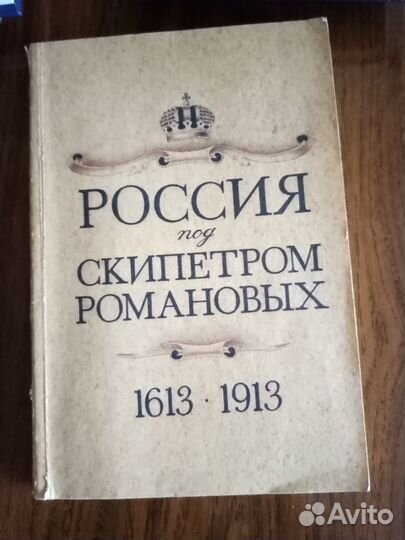 РОССИЯ
под
СКИПЕТРОМ
РОМАНОВЫХ
1613 · 1913
Avito